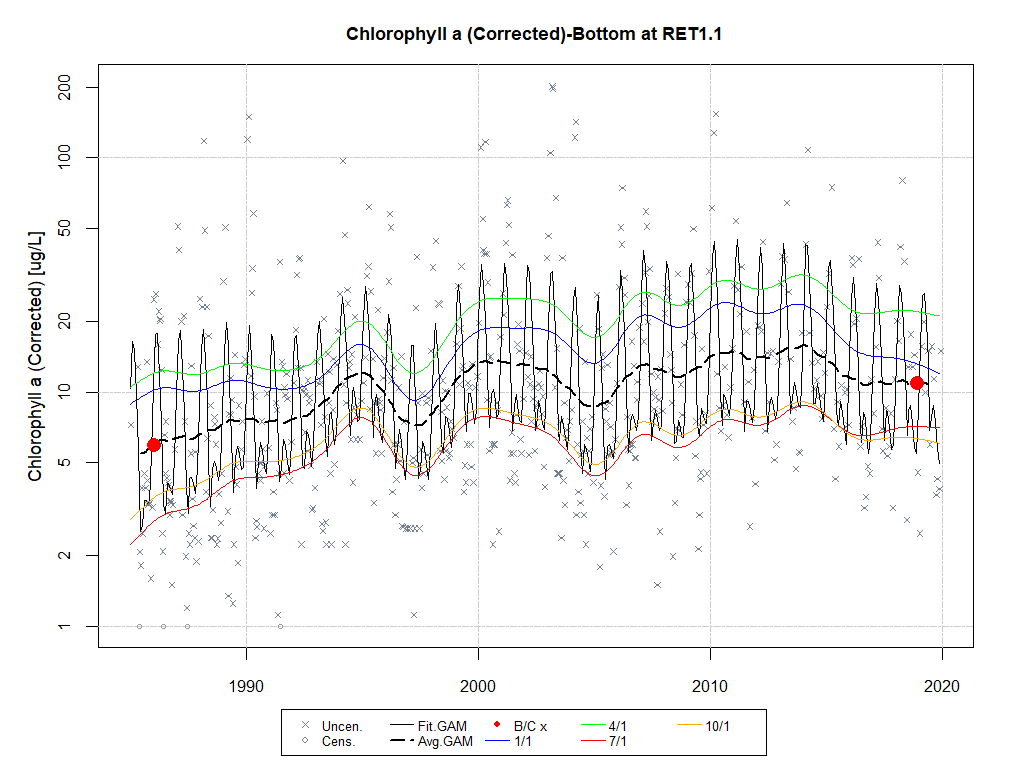 Chlorophyll a (Corrected)-Bottom at RET1.1
Chlorophyll a (Corrected) [ug/L]
200
100
50
20
10
5
2
1
1990 2000 2010 2020
Uncen. Fit.GAM B/C x 4/1 10/1
Cens. Avg.GAM 1/1 7/1